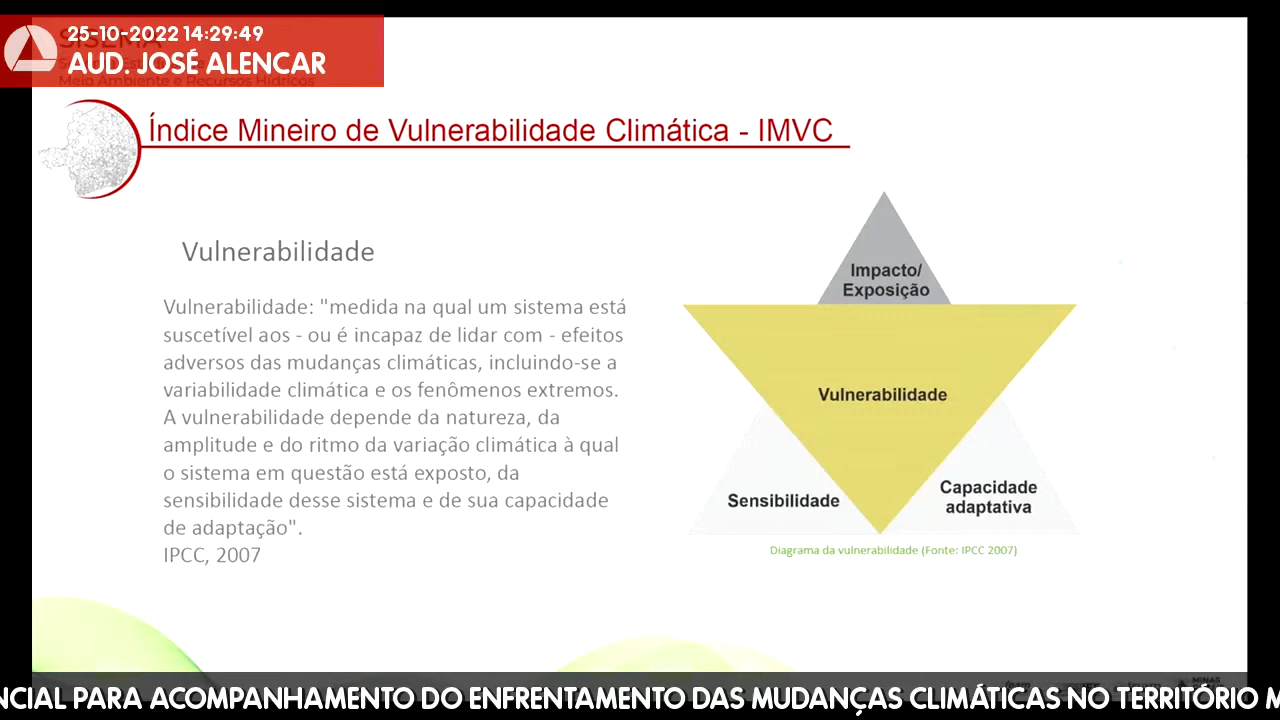 25-10-2022 14:29:49
AUD. JOSÉ ALENCAR
Meio Ambiente e Recursos Hídricos
Índice Mineiro de Vulnerabilidade Climática - IMVC
Vulnerabilidade
Vulnerabilidade: "medida na qual um sistema está
suscetível aos - ou é incapaz de lidar com - efeitos
adversos das mudanças climáticas, incluindo-se a
variabilidade climática e os fenômenos extremos.
A vulnerabilidade depende da natureza, da
amplitude e do ritmo da variação climática à qual
o sistema em questão está exposto, da
sensibilidade desse sistema e de sua capacidade
de adaptação".
IPCC, 2007
Impacto/
Exposição
Vulnerabilidade
Sensibilidade
Capacidade
adaptativa
Diagrama da vulnerabilidade (Fonte: IPCC 2007)
NCIAL PARA ACOMPANHAMENTO DO ENFRENTAMENTO DAS MUDANÇAS CLIMÁTICAS NO TERRITÓRIO M